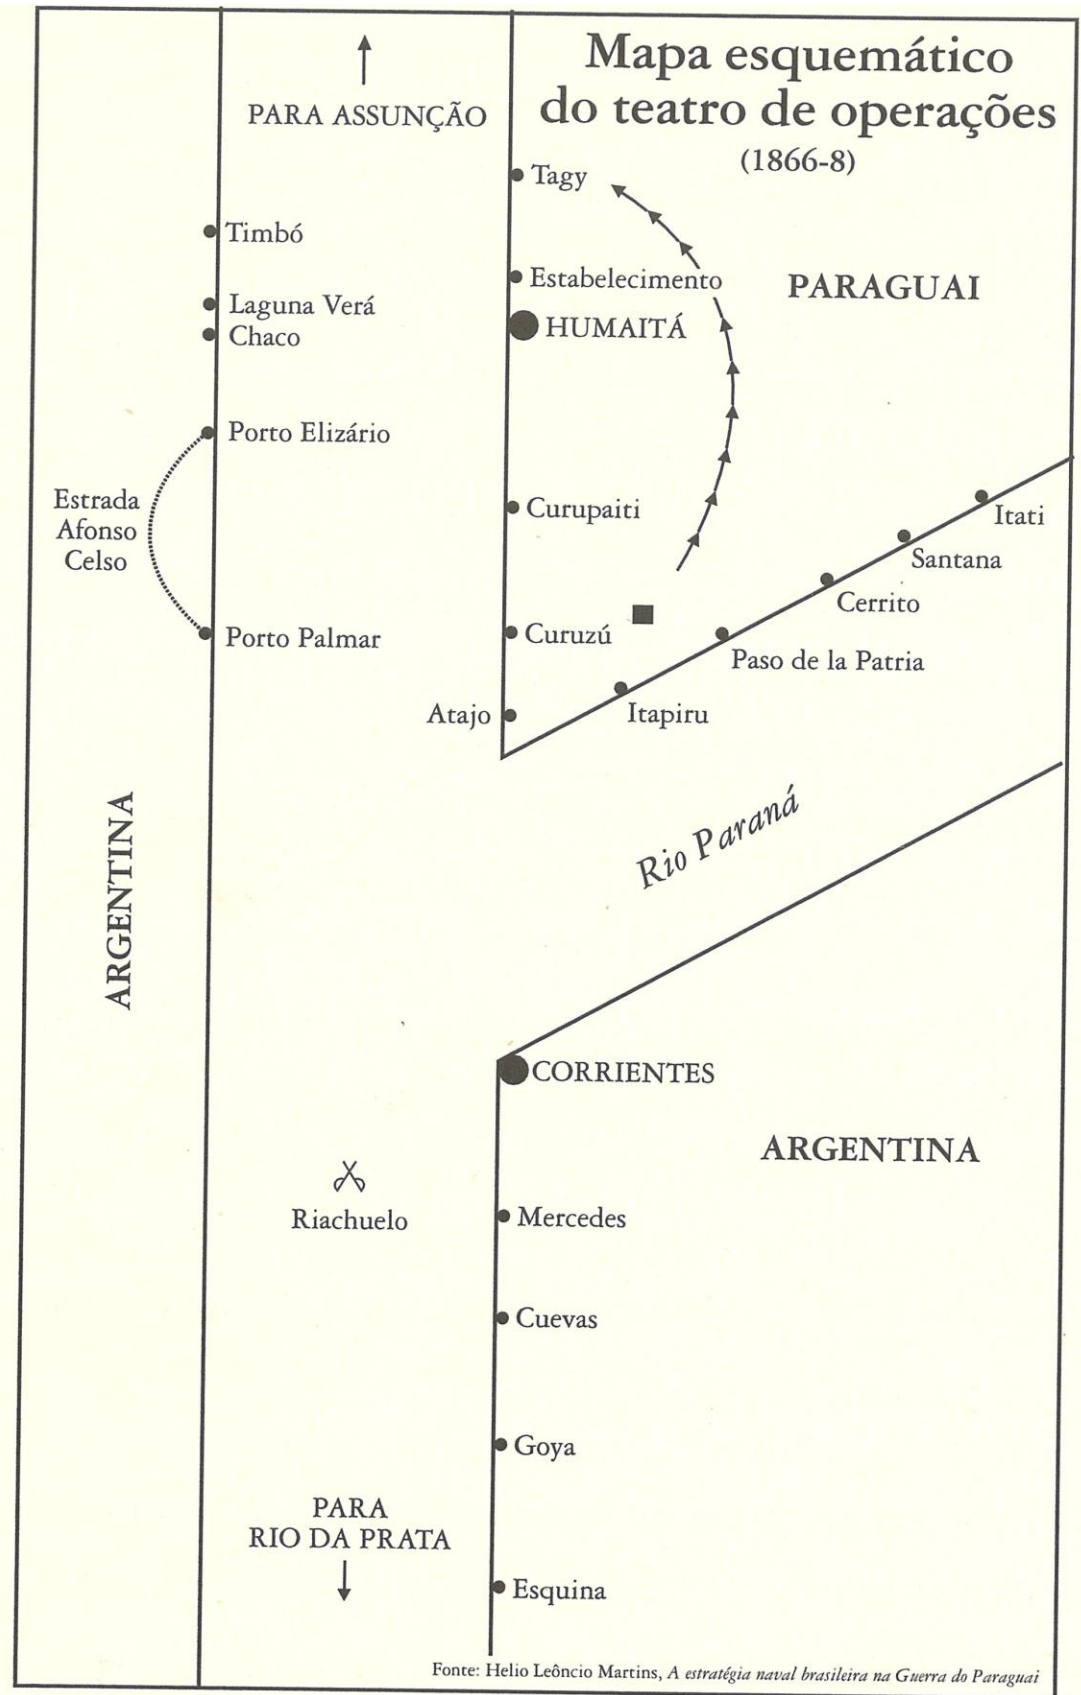 Mapa esquemático
do teatro de operações
(1866-8)
PARA ASSUNÇÃO
Tagy
Timbó
Estabelecimento
PARAGUAI
Laguna Verá
HUMAITÁ
Chaco
Porto Elizário
Estrada
Afonso
Celso
Curupaiti
Itati
Santana
Cerrito
Porto Palmar
Curuzú
Paso de la Patria
Atajo
Itapiru
Rio Paraná
ARGENTINA
CORRIENTES
ARGENTINA
Riachuelo
Mercedes
Cuevas
Goya
PARA
RIO DA PRATA
Esquina
Fonte: Helio Leôncio Martins, A estratégia naval brasileira na Guerra do Paraguai